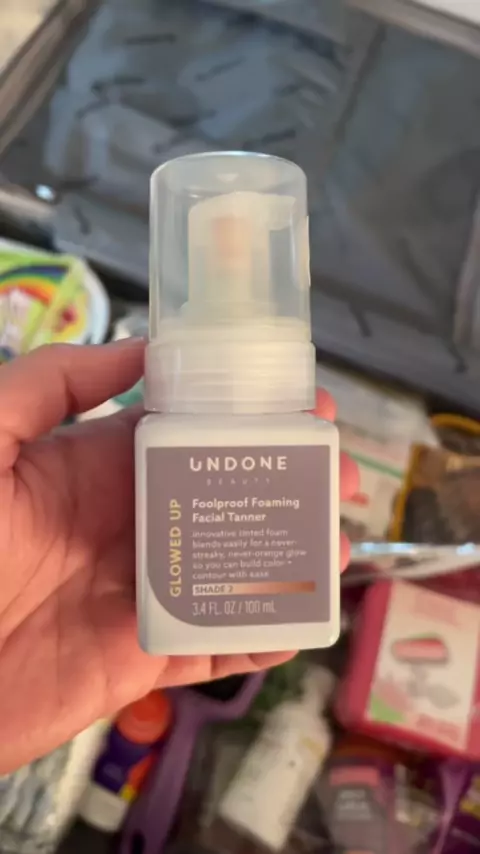 UNDONE
BEAUTY
GLOWED UP
Foolproof Foaming
Facial Tanner
innovative tinted foam
blends easily for a never-
streaky, never-orange glow
so you can build color +
contour with ease
SHADE 2
3.4 FL. OZ / 100 mL